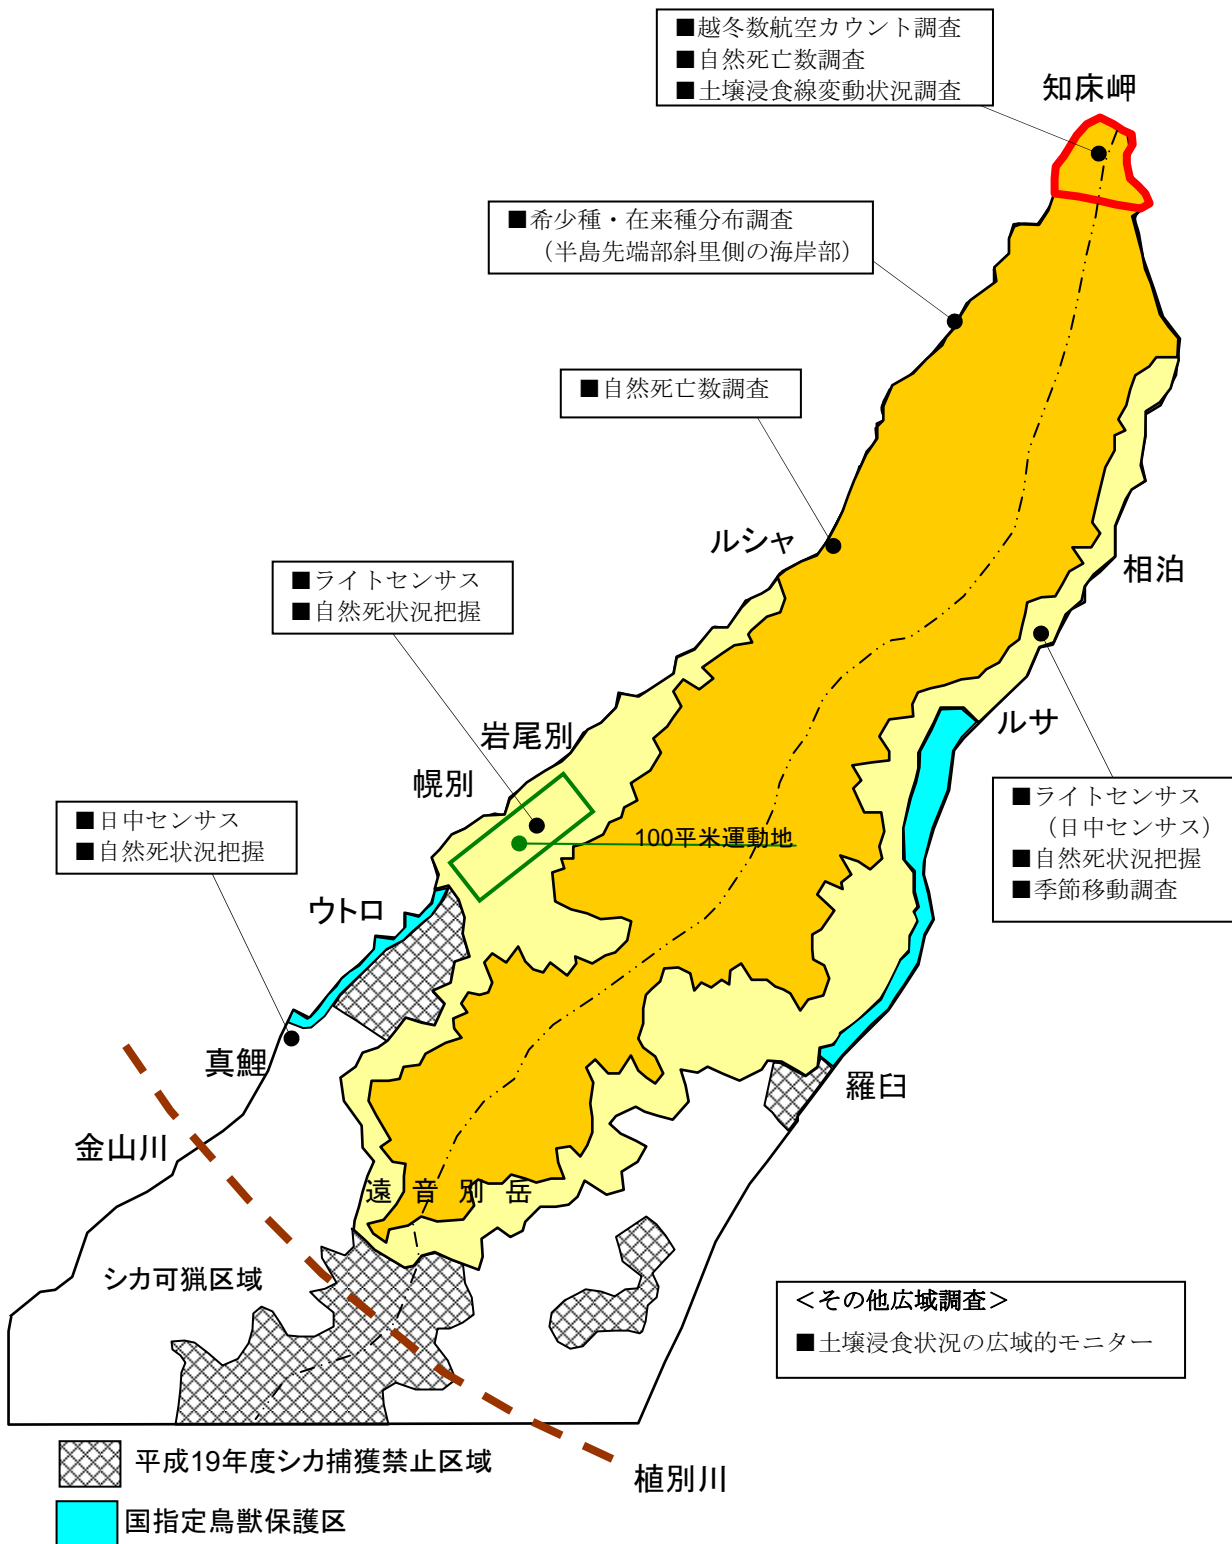 ■越冬数航空カウント調査
■自然死亡数調査
■土壌浸食線変動状況調査
知床岬
■希少種・在来種分布調査
（半島先端部斜里側の海岸部）
■自然死亡数調査
ルシャ
相泊
■ライトセンサス
■自然死状況把握
岩尾別
ルサ
幌別
■ライトセンサス
（日中センサス）
■自然死状況把握
■季節移動調査
■日中センサス
■自然死状況把握
100平米運動地
ウトロ
真鯉
羅臼
金山川
遠音別岳
シカ可猟区域
＜その他広域調査＞
■土壌浸食状況の広域的モニター
平成19年度シカ捕獲禁止区域
植別川
国指定鳥獣保護区